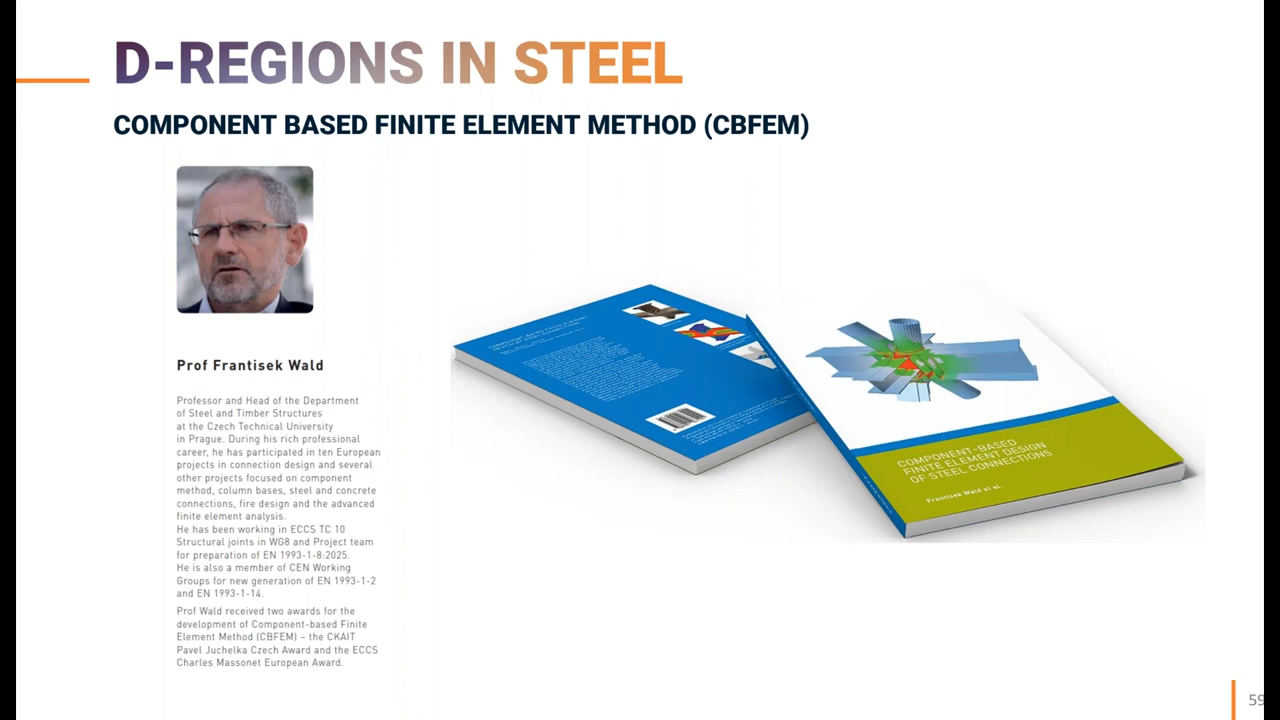 D-REGIONS IN STEEL
COMPONENT BASED FINITE ELEMENT METHOD (CBFEM)
Prof Frantisek Wald
Professor and Head of the Department
of Steel and Timber Structures
at the Czech Technical University
in Prague. During his rich professional
career, he has participated in ten European
projects in connection design and several
other projects focused on component
method, column bases, steel and concrete
connections, fire design and the advanced
finite element analysis.
He has been working in ECCS TC 10
Structural joints in WG8 and Project team
for preparation of EN 1993-1-8:2025.
He is also a member of CEN Working
Groups for new generation of EN 1993-1-2
and EN 1993-1-14.
Prof Wald received two awards for the
development of Component-based Finite
Element Method (CBFEM) – the CKAIT
Pavel Juchelka Czech Award and the ECCS
Charles Massonet European Award.
COMPONENT-BASED
FINITE ELEMENT DESIGN
OF STEEL CONNECTIONS
František Wald et al.
59